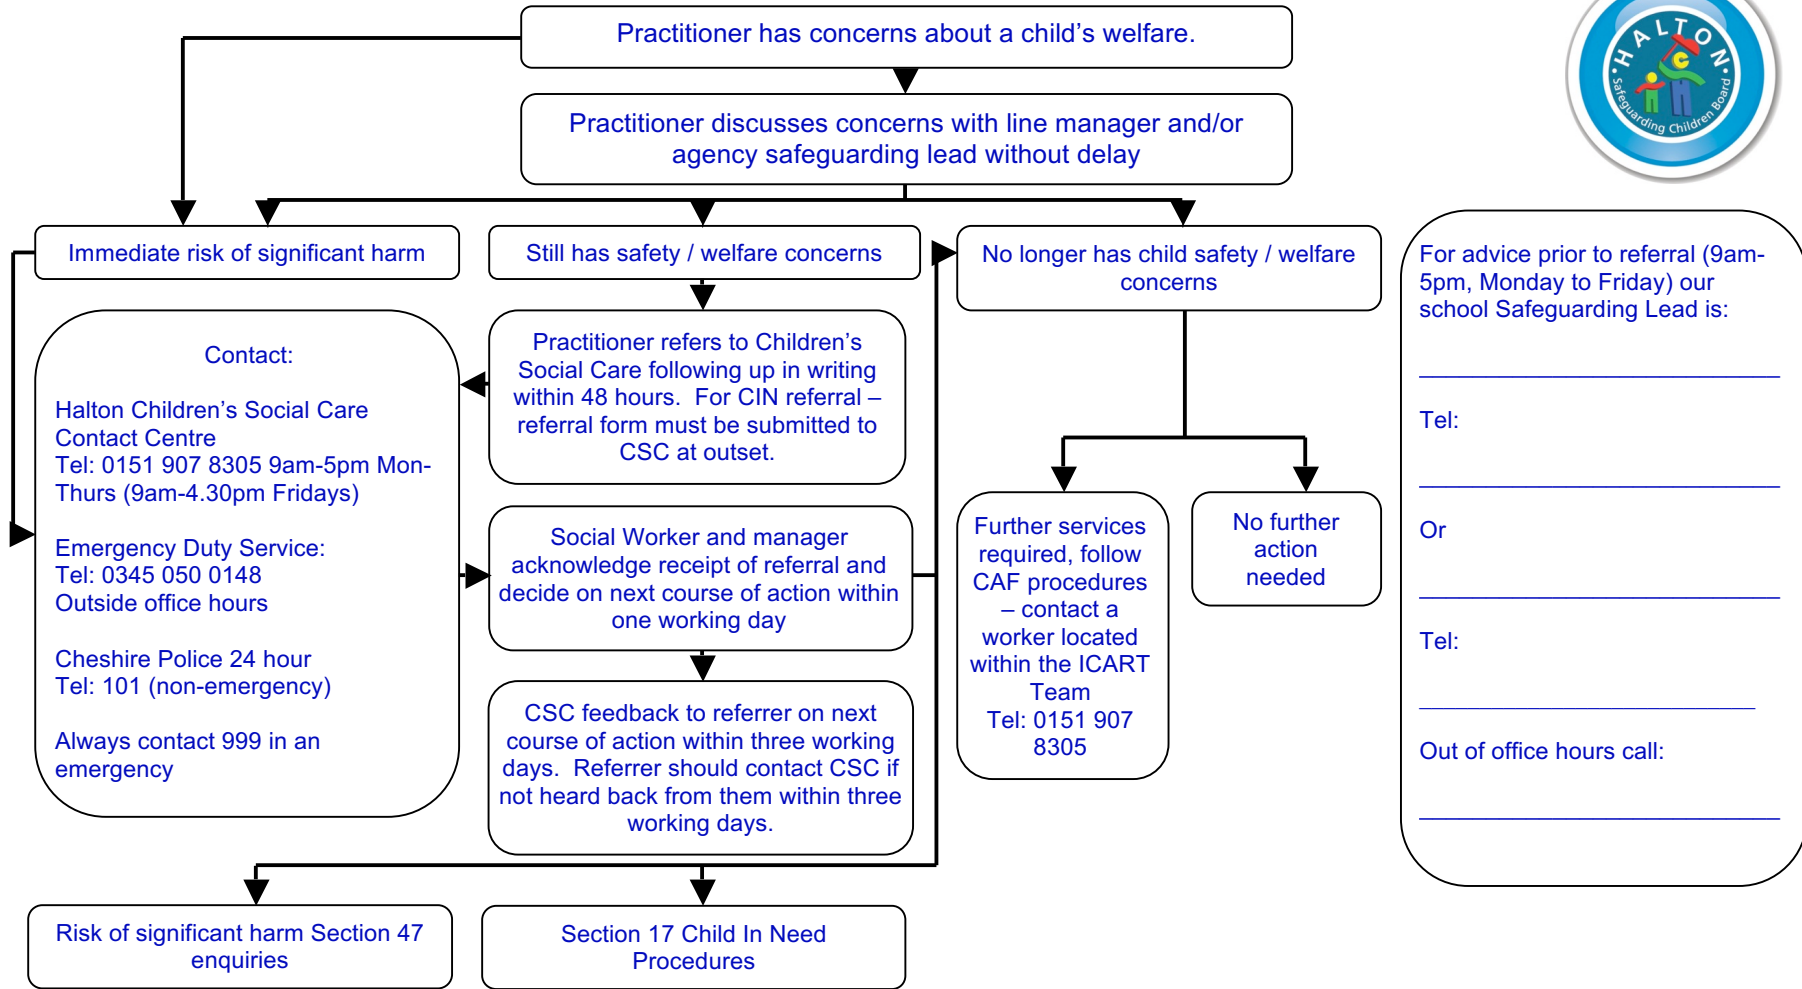 Practitioner has concerns about a child’s welfare.
HALTON
Safeguarding Children Board
Practitioner discusses concerns with line manager and/or
agency safeguarding lead without delay
Immediate risk of significant harm
Still has safety / welfare concerns
No longer has child safety / welfare
concerns
Contact:
Halton Children’s Social Care
Contact Centre
Tel: 0151 907 8305 9am-5pm Mon-
Thurs (9am-4.30pm Fridays)
Emergency Duty Service:
Tel: 0345 050 0148
Outside office hours
Cheshire Police 24 hour
Tel: 101 (non-emergency)
Always contact 999 in an
emergency
Practitioner refers to Children’s
Social Care following up in writing
within 48 hours.  For CIN referral –
referral form must be submitted to
CSC at outset.
Social Worker and manager
acknowledge receipt of referral and
decide on next course of action within
one working day
CSC feedback to referrer on next
course of action within three working
days.  Referrer should contact CSC if
not heard back from them within three
working days.
Further services
required, follow
CAF procedures
– contact a
worker located
within the ICART
Team
Tel: 0151 907
8305
No further
action
needed
For advice prior to referral (9am-
5pm, Monday to Friday) our
school Safeguarding Lead is:
Tel:
Or
Tel:
Out of office hours call:
Risk of significant harm Section 47
enquiries
Section 17 Child In Need
Procedures